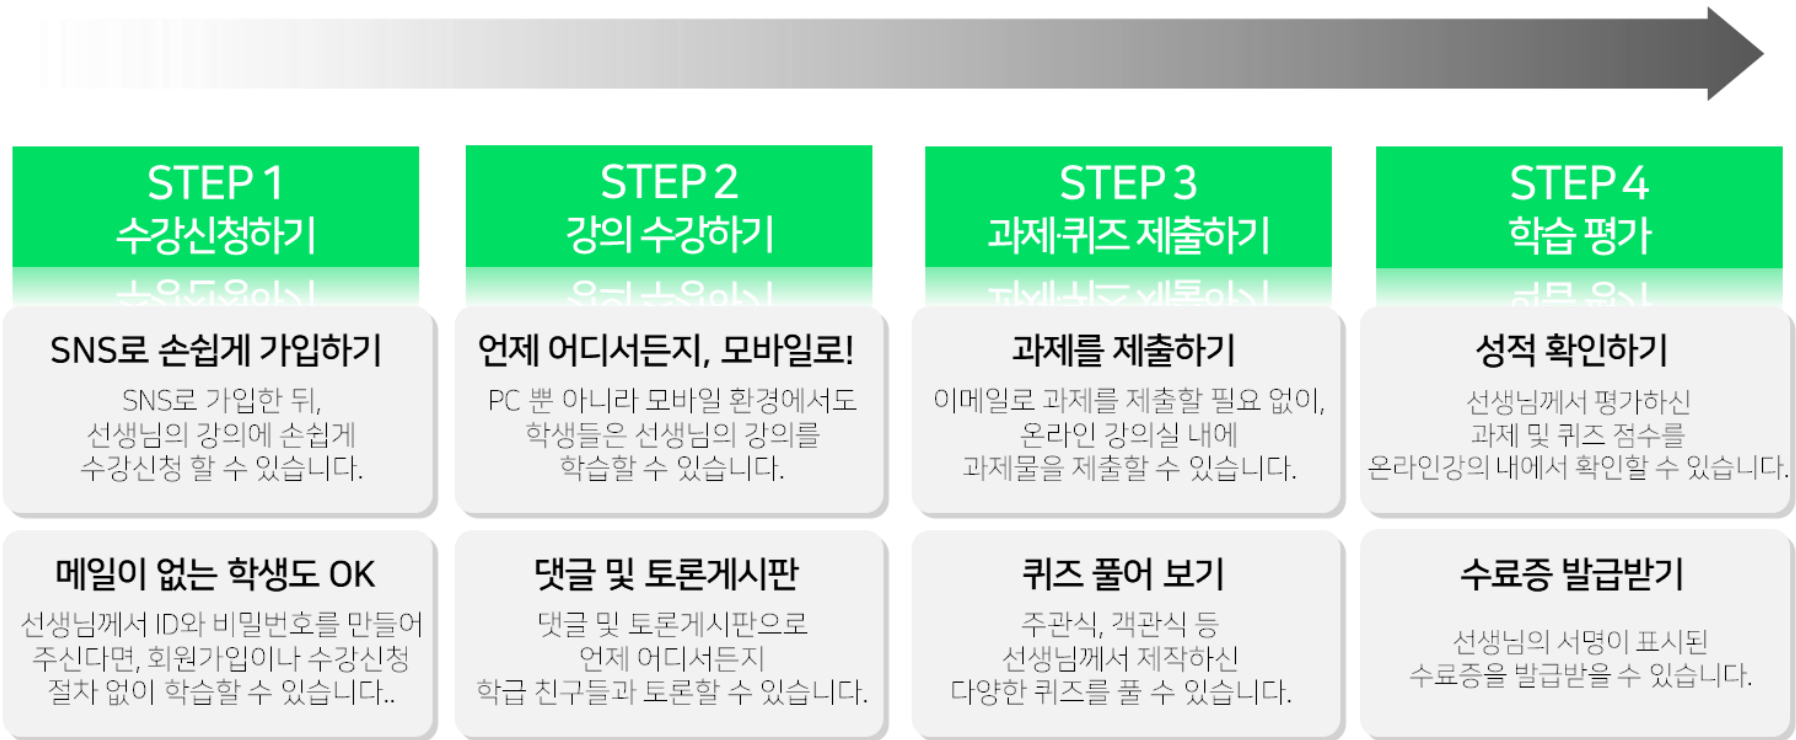 STEP 1
수강신청하기
SNS로 손쉽게 가입하기
SNS로 가입한 뒤,
선생님의 강의에 손쉽게
수강신청 할 수 있습니다.
메일이 없는 학생도 OK
선생님께서 ID와 비밀번호를 만들어
주신다면, 회원가입이나 수강신청
절차 없이 학습할 수 있습니다..
STEP 2
강의 수강하기
언제 어디서든지, 모바일로!
PC 뿐 아니라 모바일 환경에서도
학생들은 선생님의 강의를
학습할 수 있습니다.
댓글 및 토론게시판
댓글 및 토론게시판으로
언제 어디서든지
학급 친구들과 토론할 수 있습니다.
STEP 3
과제·퀴즈 제출하기
과제를 제출하기
이메일로 과제를 제출할 필요 없이,
온라인 강의실 내에
과제물을 제출할 수 있습니다.
퀴즈 풀어 보기
주관식, 객관식 등
선생님께서 제작하신
다양한 퀴즈를 풀 수 있습니다.
STEP 4
학습 평가
성적 확인하기
선생님께서 평가하신
과제 및 퀴즈 점수를
온라인강의 내에서 확인할 수 있습니다.
수료증 발급받기
선생님의 서명이 표시된
수료증을 발급받을 수 있습니다.